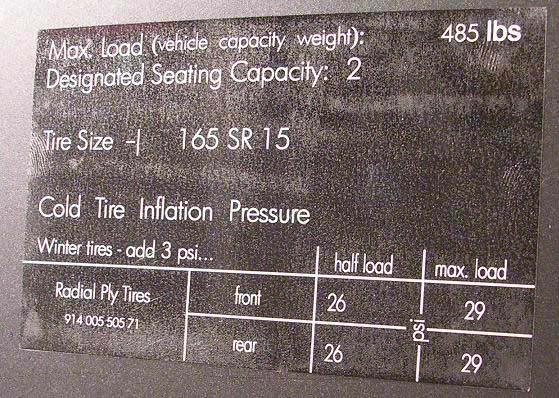 Max. Load (vehicle capacity weight): 485 lbs
Designated Seating Capacity: 2
Tire Size -| 165 SR 15
Cold Tire Inflation Pressure
Winter tires - add 3 psi...
half load max. load
Radial Ply Tires
914 005 505 71
front 26 29
psi
rear 26 29